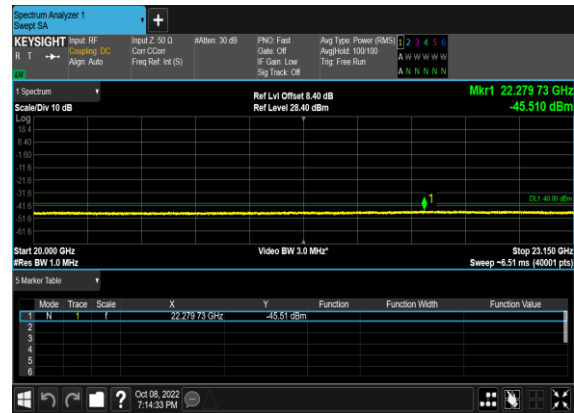 Spectrum Analyzer 1
Swept SA
+
KEYSIGHT Input: RF Input Z: 50 Ω #Atten: 30 dB PNO: Fast Avg Type: Power (RMS) 1 2 3 4 5 6
R T Coupling: DC Corr CCorr Gate: Off Avg|Hold: 100/100 A W W W W W
Align: Auto Freq Ref: Int (S) IF Gain: Low Trig: Free Run
LXI Sig Track: Off A N N N N N
1 Spectrum Ref Lvl Offset 8.40 dB Mkr1 22.279 73 GHz
Scale/Div 10 dB Ref Level 28.40 dBm -45.510 dBm
Log
18.4
8.40
-1.60
-11.6
-21.6
-31.6
1
DL1 -40.00 dBm
-41.6
-51.6
-61.6
Start 20.000 GHz Video BW 3.0 MHz* Stop 23.150 GHz
#Res BW 1.0 MHz Sweep ~6.51 ms (40001 pts)
5 Marker Table
Mode Trace Scale X Y Function Function Width Function Value
1 N 1 f 22.279 73 GHz -45.51 dBm
2
3
4
5
6
? Oct 08, 2022
7:14:33 PM